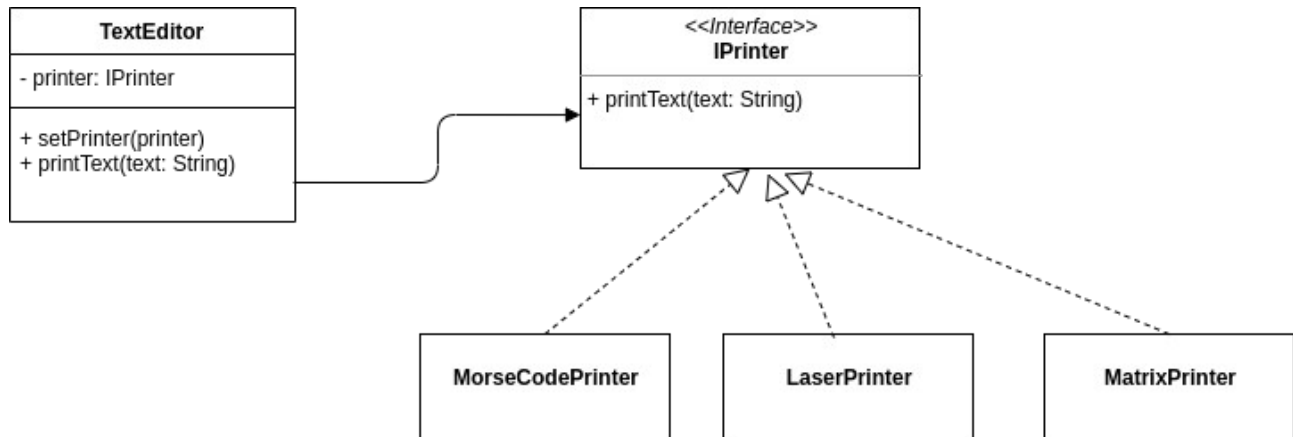 TextEditor
- printer: IPrinter
+ setPrinter(printer)
+ printText(text: String)
<<Interface>>
IPrinter
+ printText(text: String)
MorseCodePrinter
LaserPrinter
MatrixPrinter